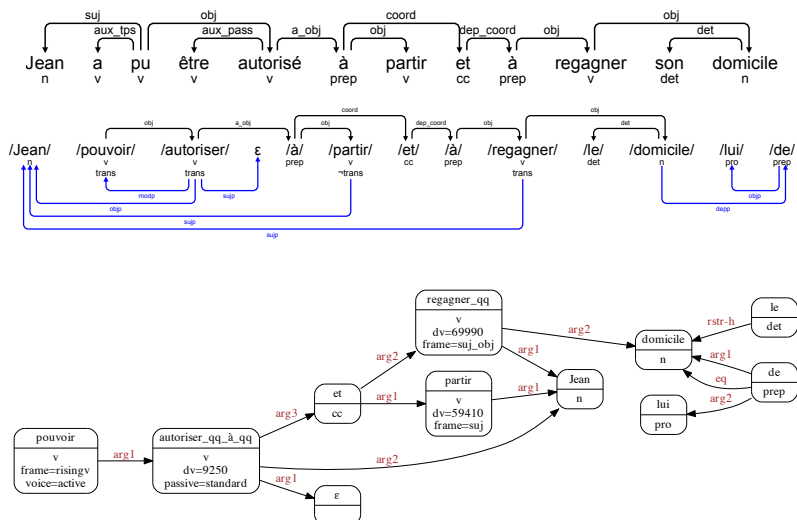 suj obj coord obj
aux_tps aux_pass a_obj obj dep_coord obj det
Jean a pu être autorisé à partir et à regagner son domicile
n v v v v prep v cc prep v det n
coord obj
obj a_obj obj dep_coord obj det
/Jean/ /pouvoir/ /autoriser/ ε /à/ /partir/ /et/ /à/ /regagner/ /le/ /domicile/ /lui/ /de/
n v v prep v cc prep v det n pro prep
trans trans ¬trans trans
modp sujp objp
objp depp
sujp
sujp
regagner_qq
v
dv=69990
frame=suj_obj
le
det
rstr-h
arg2
domicile
n
arg1
de
prep
eq
arg2
lui
pro
arg1
Jean
n
arg2
partir
v
dv=59410
frame=suj
arg1
et
cc
arg1
arg3
pouvoir
v
frame=risingv
voice=active
arg1
autoriser_qq_à_qq
v
dv=9250
passive=standard
arg2
arg1
ε